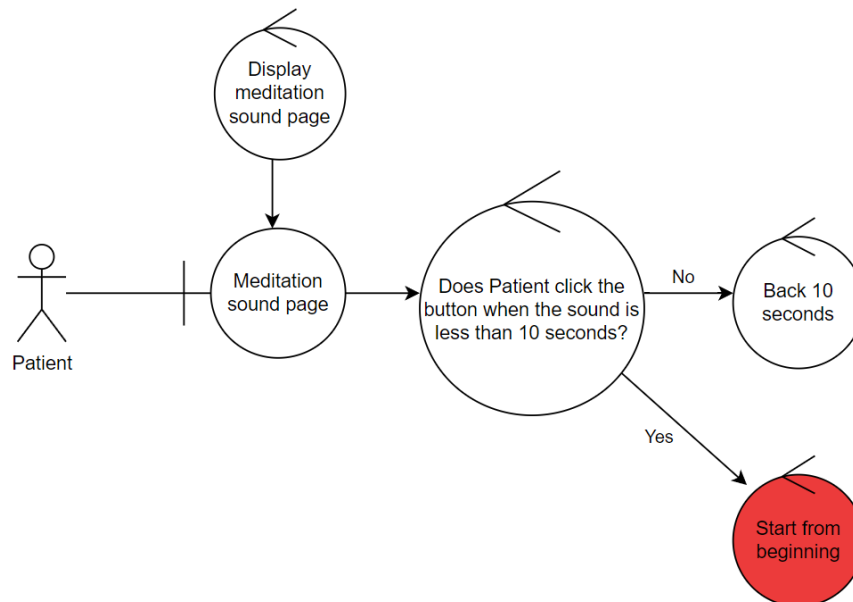 Display
meditation
sound page
Patient
Meditation
sound page
Does Patient click the
button when the sound is
less than 10 seconds?
No
Back 10
seconds
Yes
Start from
beginning